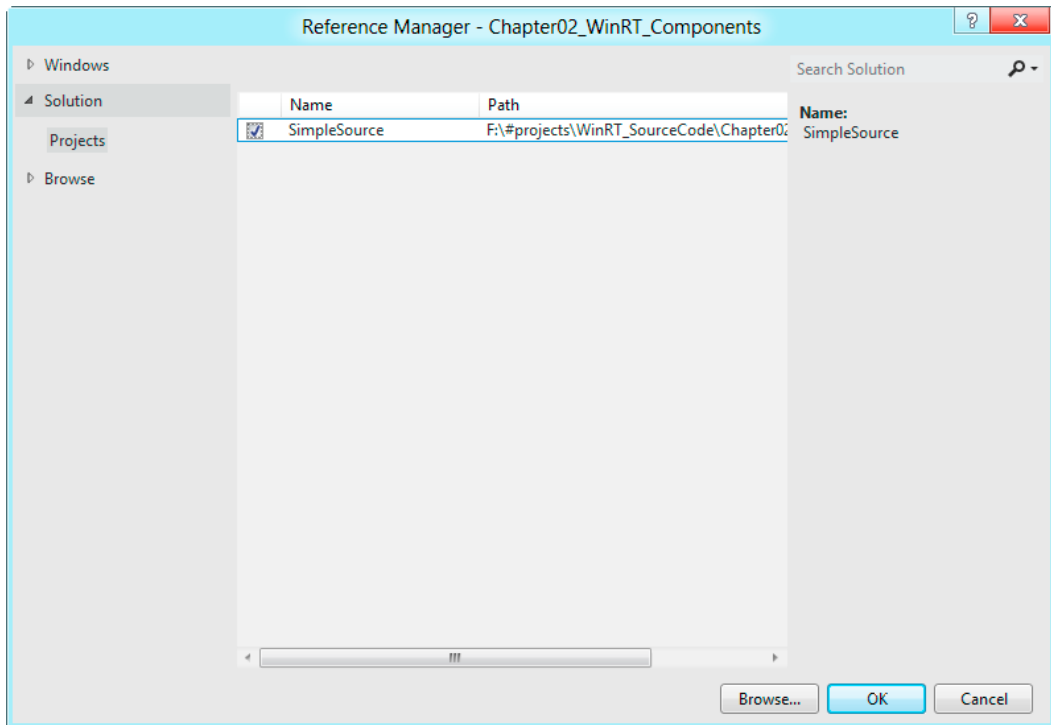 Reference Manager - Chapter02_WinRT_Components
?
x
Windows
Search Solution
Solution
Name Path
Name:
SimpleSource F:\#projects\WinRT_SourceCode\Chapter02
SimpleSource
Projects
Browse
Browse... OK Cancel